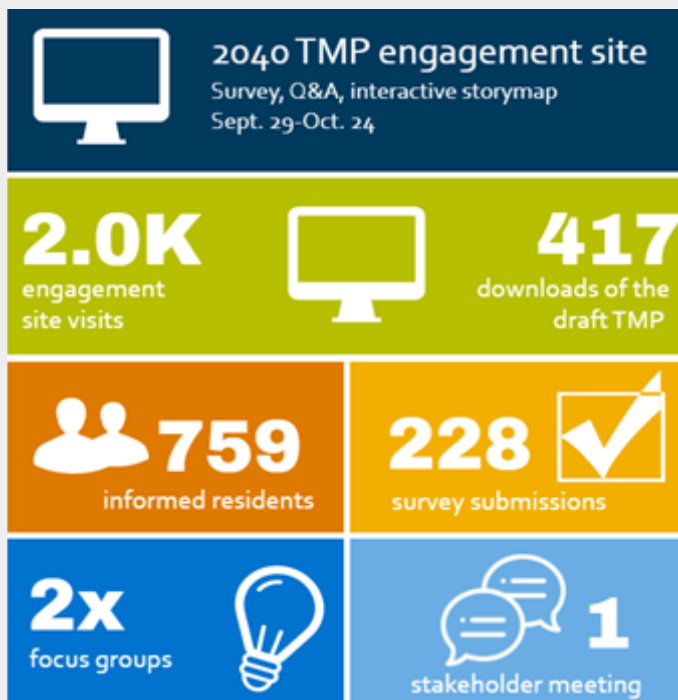 2040 TMP engagement site
Survey, Q&A, interactive storymap
Sept. 29-Oct. 24
2.0K
engagement
site visits
417
downloads of the
draft TMP
759
informed residents
228
survey submissions
2x
focus groups
1
stakeholder meeting